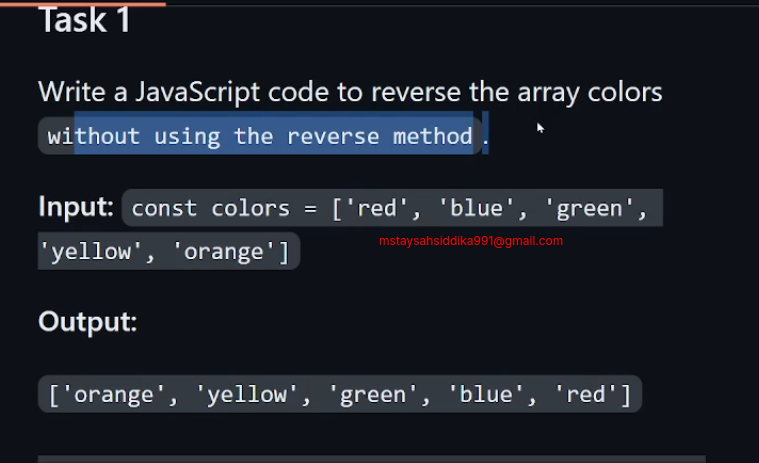 Task 1
Write a JavaScript code to reverse the array colors
without using the reverse method .
Input: const colors = ['red', 'blue', 'green',
'yellow', 'orange']
mstaysahsiddika991@gmail.com
Output:
['orange', 'yellow', 'green', 'blue', 'red']